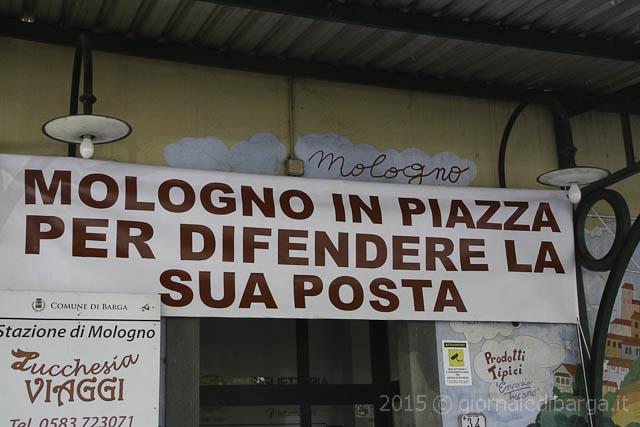 Mologno
MOLOGNO IN PIAZZA
PER DIFENDERE LA
SUA POSTA
COMUNE DI BARGA
Stazione di Mologno
Lucchesia
VIAGGI
Tel. 0583 723071
Prodotti
Tipici
2015 © giornaledibarga.it